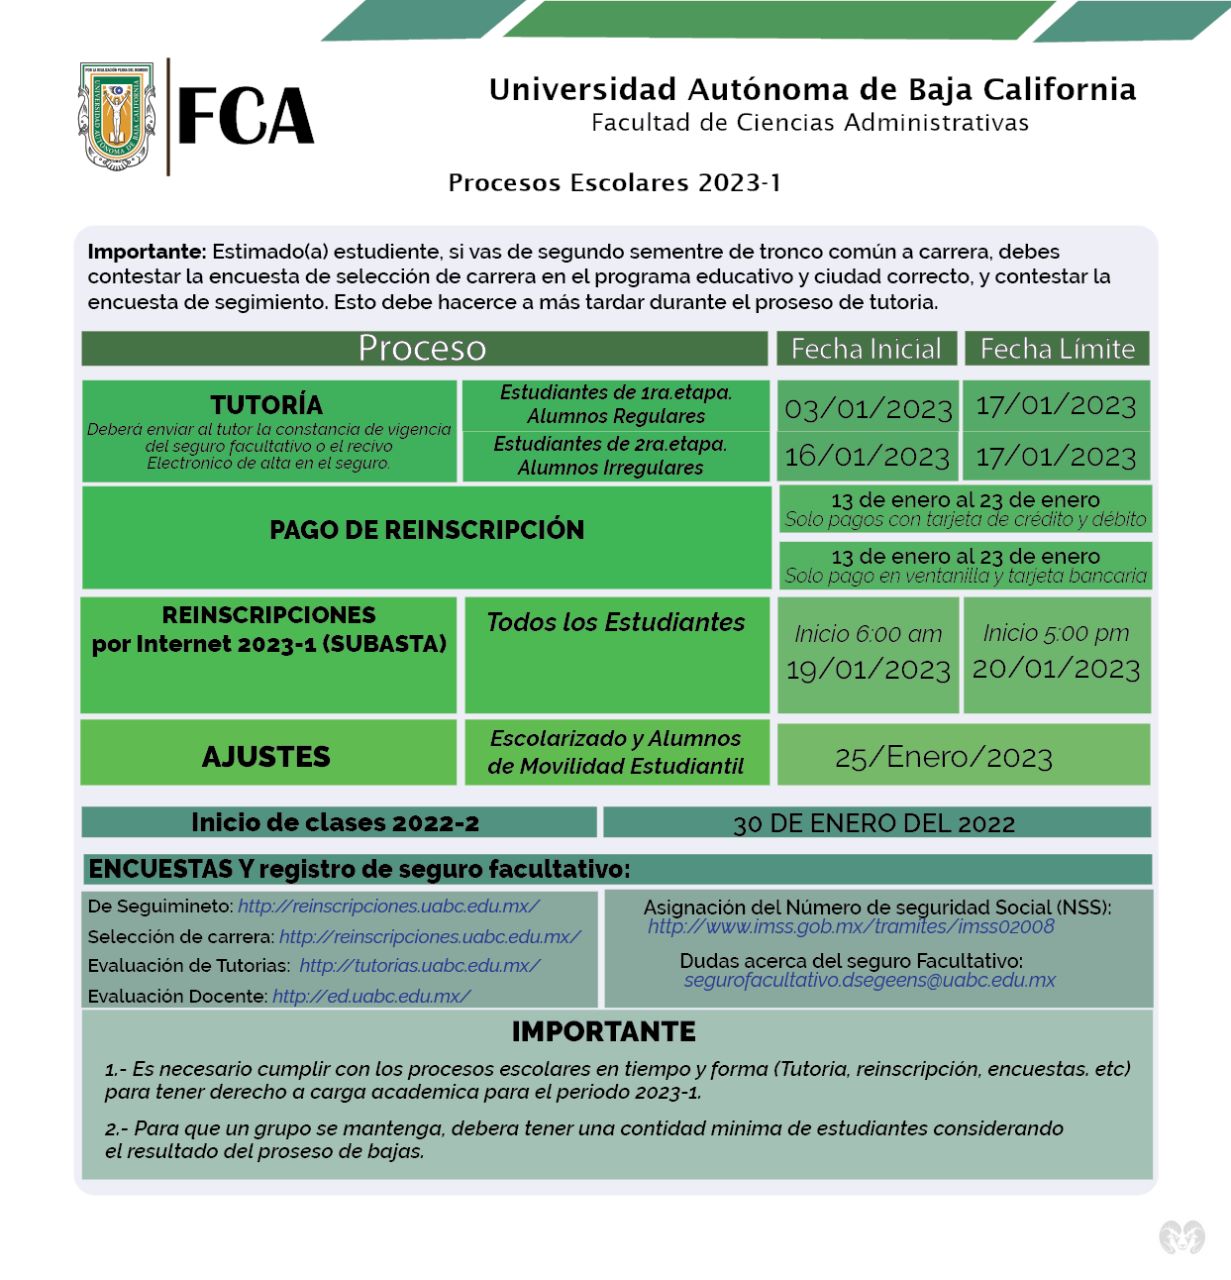 FCA
Universidad Autónoma de Baja California
Facultad de Ciencias Administrativas
Procesos Escolares 2023-1
Importante: Estimado(a) estudiente, si vas de segundo sementre de tronco común a carrera, debes
contestar la encuesta de selección de carrera en el programa educativo y ciudad correcto, y contestar la
encuesta de segimiento. Esto debe hacerce a más tardar durante el proseso de tutoria.
Proceso
Fecha Inicial
Fecha Límite
TUTORÍA
Deberá enviar al tutor la constancia de vigencia
del seguro facultativo o el recivo
Electronico de alta en el seguro.
Estudiantes de 1ra.etapa.
Alumnos Regulares
03/01/2023
17/01/2023
Estudiantes de 2ra.etapa.
Alumnos Irregulares
16/01/2023
17/01/2023
PAGO DE REINSCRIPCIÓN
13 de enero al 23 de enero
Solo pagos con tarjeta de crédito y débito
13 de enero al 23 de enero
Solo pago en ventanilla y tarjeta bancaria
REINSCRIPCIONES
por Internet 2023-1 (SUBASTA)
Todos los Estudiantes
Inicio 6:00 am
19/01/2023
Inicio 5:00 pm
20/01/2023
AJUSTES
Escolarizado y Alumnos
de Movilidad Estudiantil
25/Enero/2023
Inicio de clases 2022-2
30 DE ENERO DEL 2022
ENCUESTAS Y registro de seguro facultativo:
De Seguimineto: http://reinscripciones.uabc.edu.mx/
Selección de carrera: http://reinscripciones.uabc.edu.mx/
Evaluación de Tutorias: http://tutorias.uabc.edu.mx/
Evaluación Docente: http://ed.uabc.edu.mx/
Asignación del Número de seguridad Social (NSS):
http://www.imss.gob.mx/tramites/imss02008
Dudas acerca del seguro Facultativo:
segurofacultativo.dsegeens@uabc.edu.mx
IMPORTANTE
1.- Es necesario cumplir con los procesos escolares en tiempo y forma (Tutoria, reinscripción, encuestas. etc)
para tener derecho a carga academica para el periodo 2023-1.
2.- Para que un grupo se mantenga, debera tener una contidad minima de estudiantes considerando
el resultado del proseso de bajas.